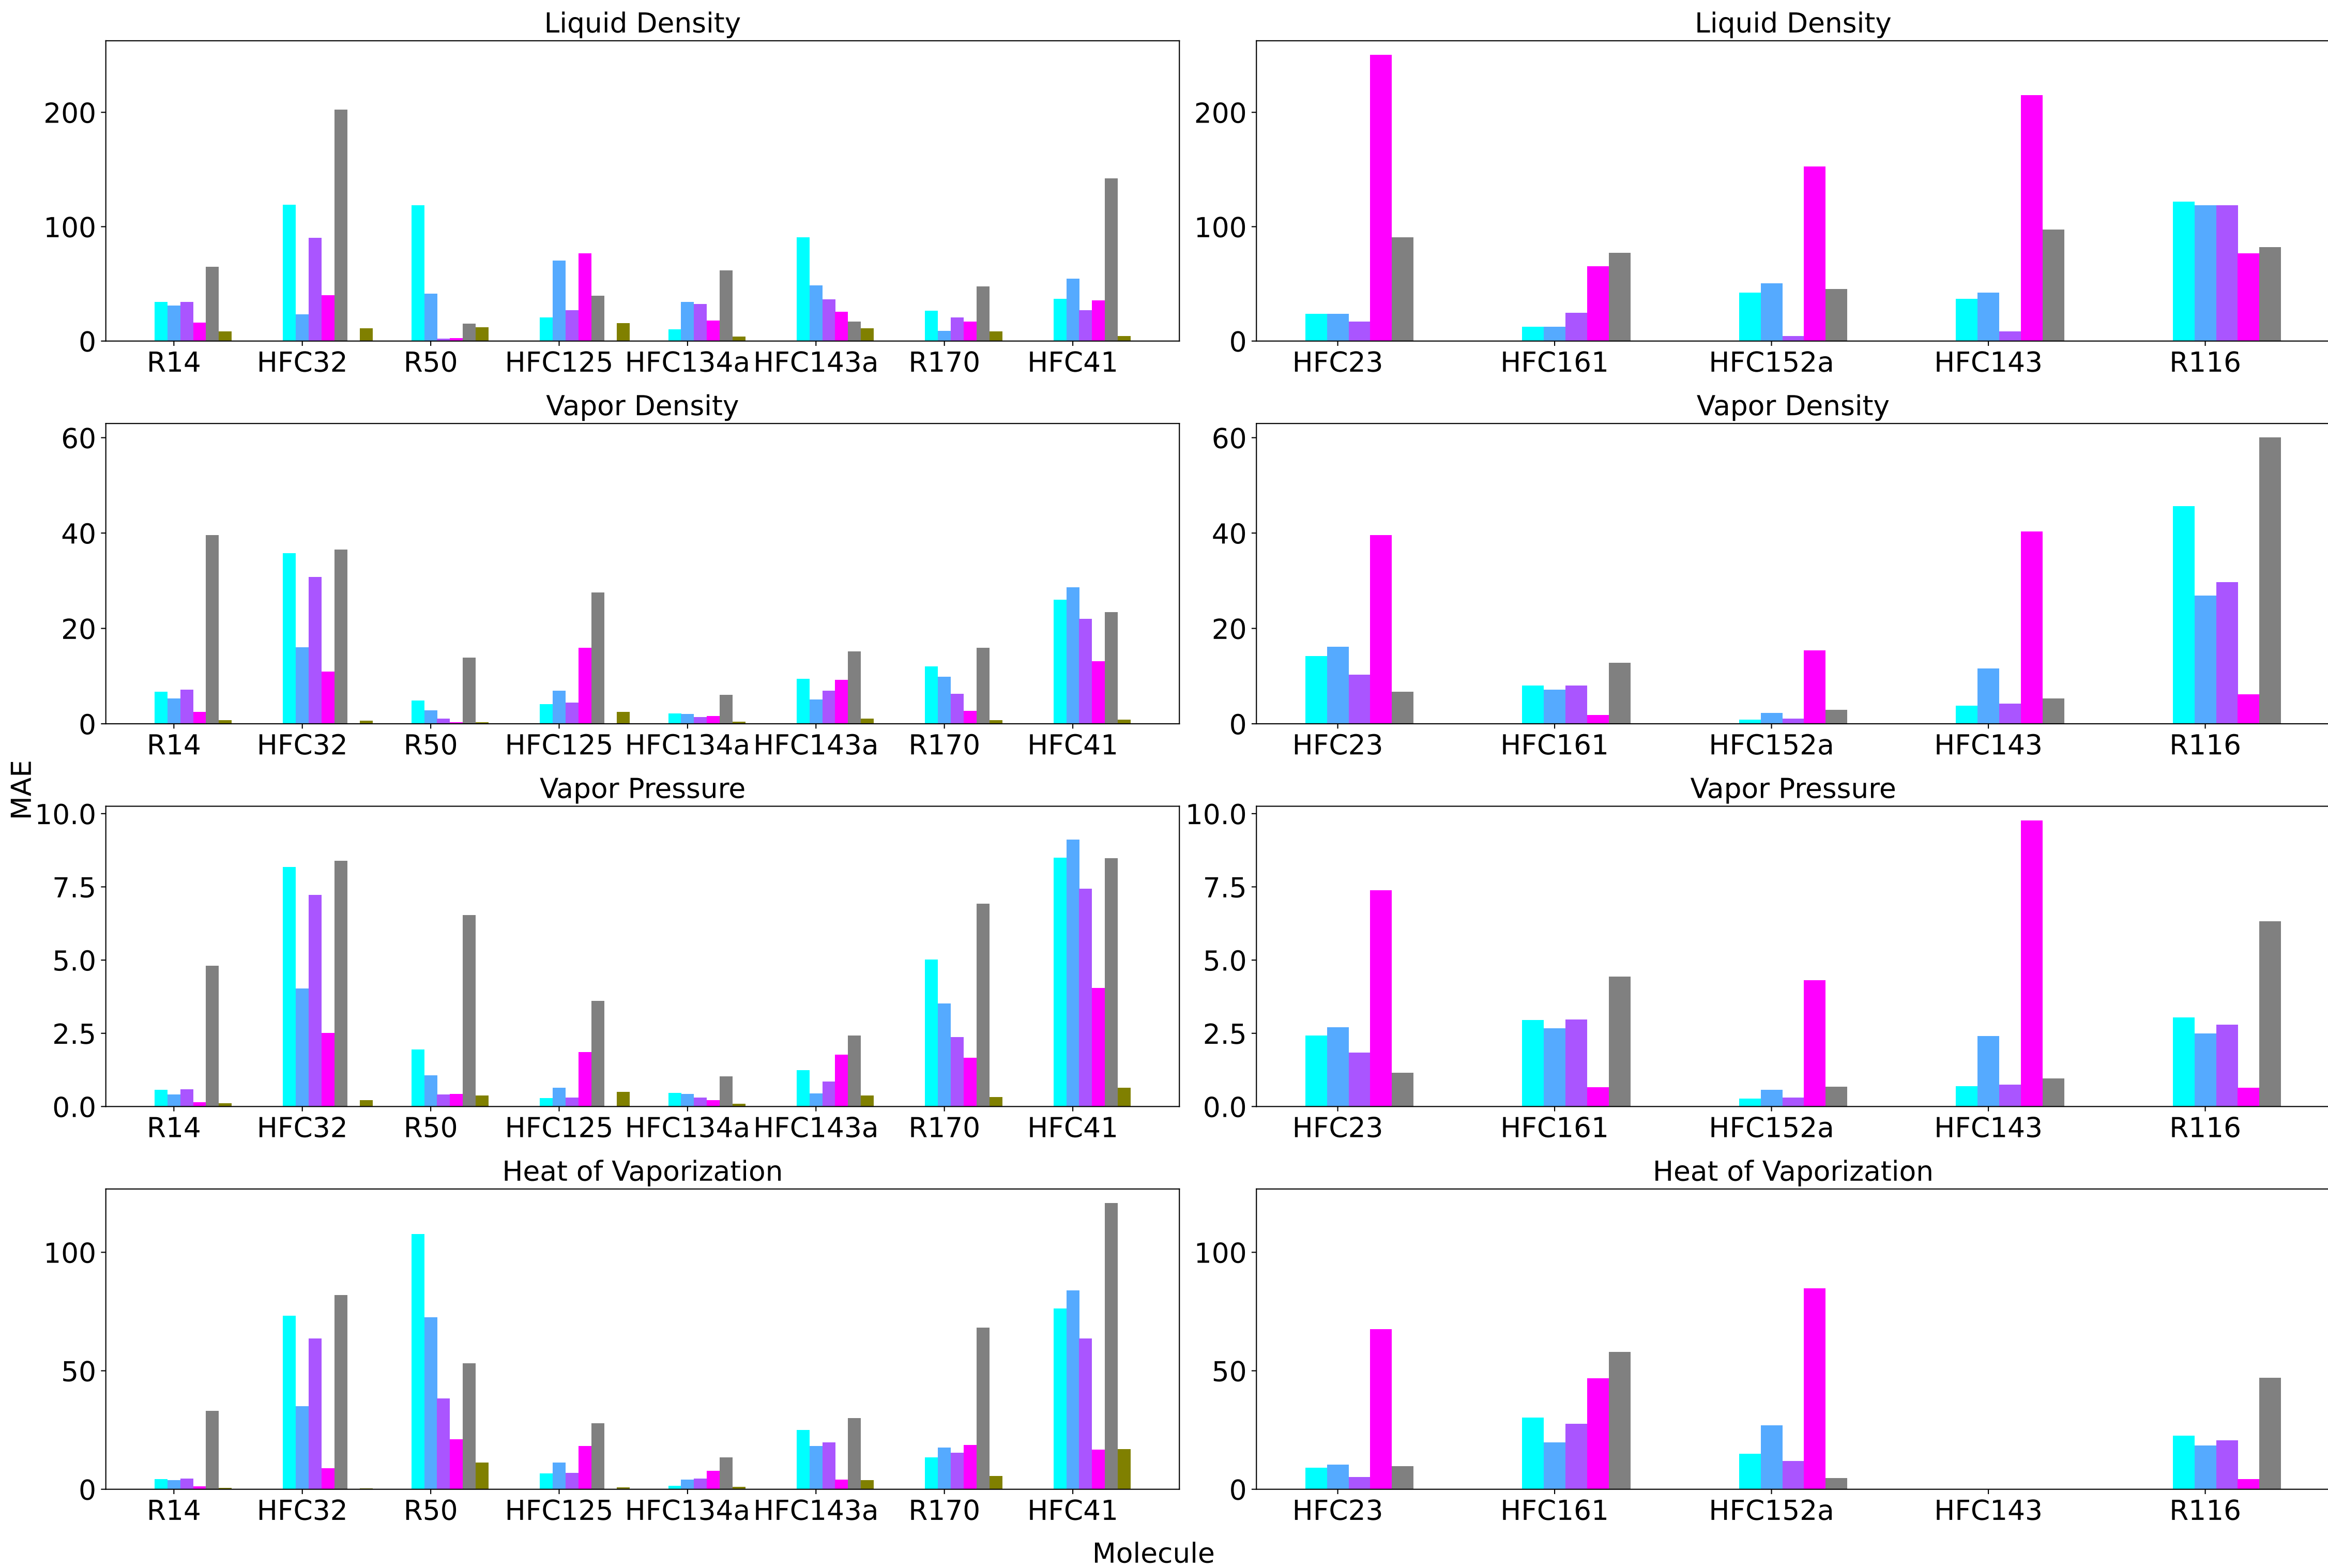 Liquid Density
200
100
0
R14 HFC32 R50 HFC125 HFC134a HFC143a R170 HFC41
Liquid Density
200
100
0
HFC23 HFC161 HFC152a HFC143 R116
Vapor Density
60
40
20
0
R14 HFC32 R50 HFC125 HFC134a HFC143a R170 HFC41
Vapor Density
60
40
20
0
HFC23 HFC161 HFC152a HFC143 R116
MAE
Vapor Pressure
10.0
7.5
5.0
2.5
0.0
R14 HFC32 R50 HFC125 HFC134a HFC143a R170 HFC41
Vapor Pressure
10.0
7.5
5.0
2.5
0.0
HFC23 HFC161 HFC152a HFC143 R116
Heat of Vaporization
100
50
0
R14 HFC32 R50 HFC125 HFC134a HFC143a R170 HFC41
Heat of Vaporization
100
50
0
HFC23 HFC161 HFC152a HFC143 R116
Molecule